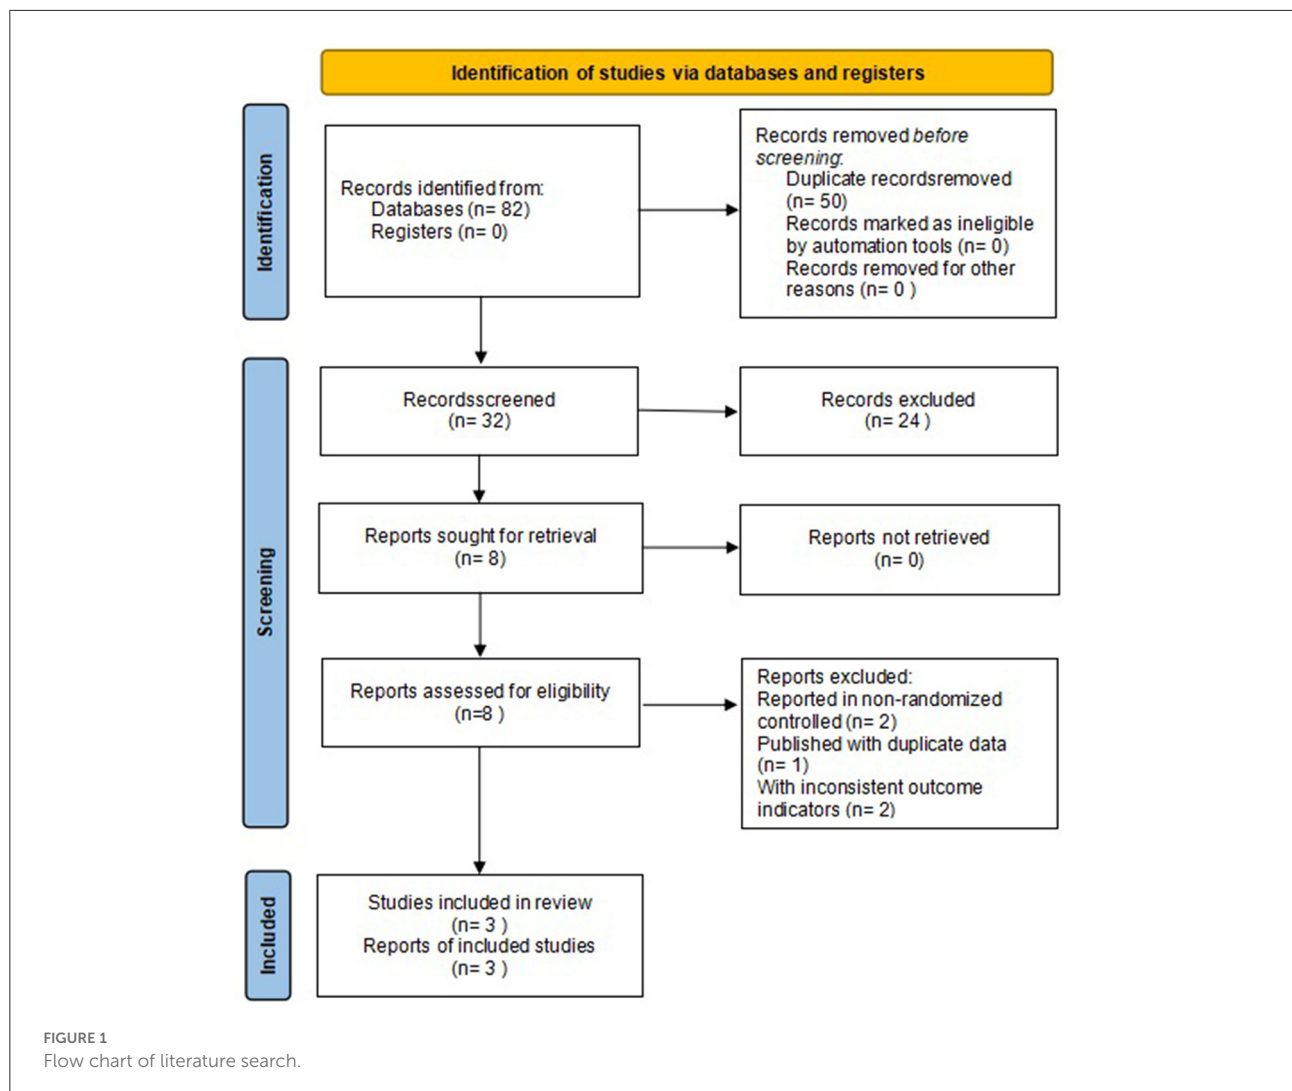 Identification of studies via databases and registers
Identification
Records identified from:
Databases (n= 82)
Registers (n= 0)
Records removed before
screening:
Duplicate recordsremoved
(n= 50)
Records marked as ineligible
by automation tools (n= 0)
Records removed for other
reasons (n= 0 )
Screening
Recordsscreened
(n= 32)
Records excluded
(n= 24 )
Reports sought for retrieval
(n= 8)
Reports not retrieved
(n= 0)
Reports assessed for eligibility
(n=8 )
Reports excluded:
Reported in non-randomized
controlled (n= 2)
Published with duplicate data
(n= 1)
With inconsistent outcome
indicators (n= 2)
Included
Studies included in review
(n= 3 )
Reports of included studies
(n= 3 )
FIGURE 1
Flow chart of literature search.